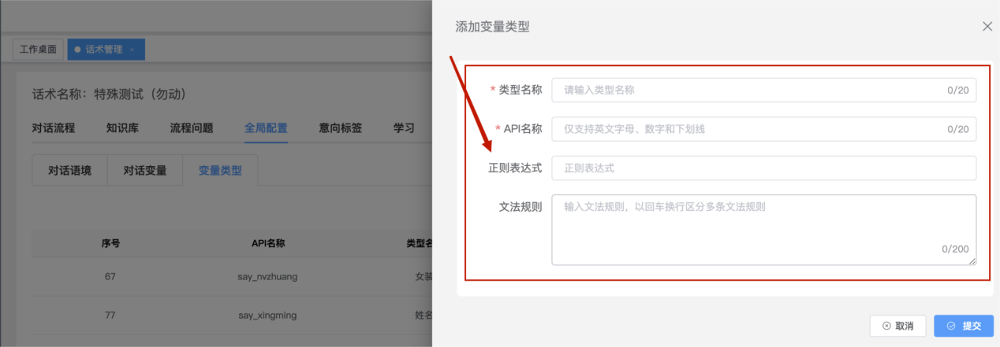 添加变量类型
工作桌面
话术管理 ×
话术名称：特殊测试（勿动）
对话流程 知识库 流程问题 全局配置 意向标签 学习
对话语境 对话变量 变量类型
序号 API名称 类型名
67 say_nvzhuang 女装
77 say_xingming 姓名
* 类型名称 请输入类型名称 0/20
* API名称 仅支持英文字母、数字和下划线 0/20
正则表达式 正则表达式
文法规则 输入文法规则，以回车换行区分多条文法规则
0/200
取消 提交